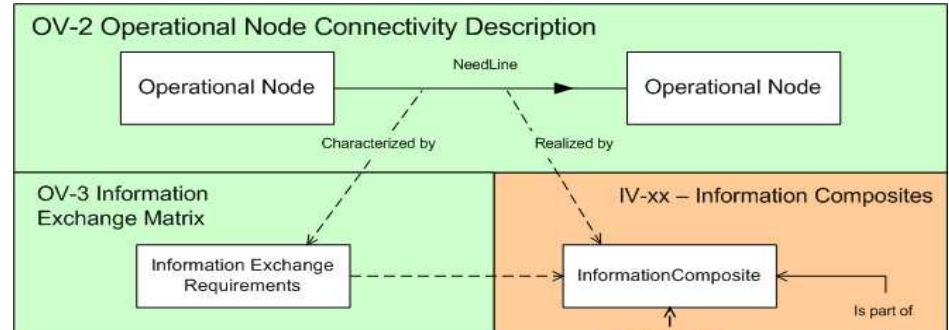 OV-2 Operational Node Connectivity Description
NeedLine
Operational Node
Operational Node
Characterized by
Realized by
OV-3 Information
Exchange Matrix
IV-xx – Information Composites
Information Exchange
Requirements
InformationComposite
Is part of